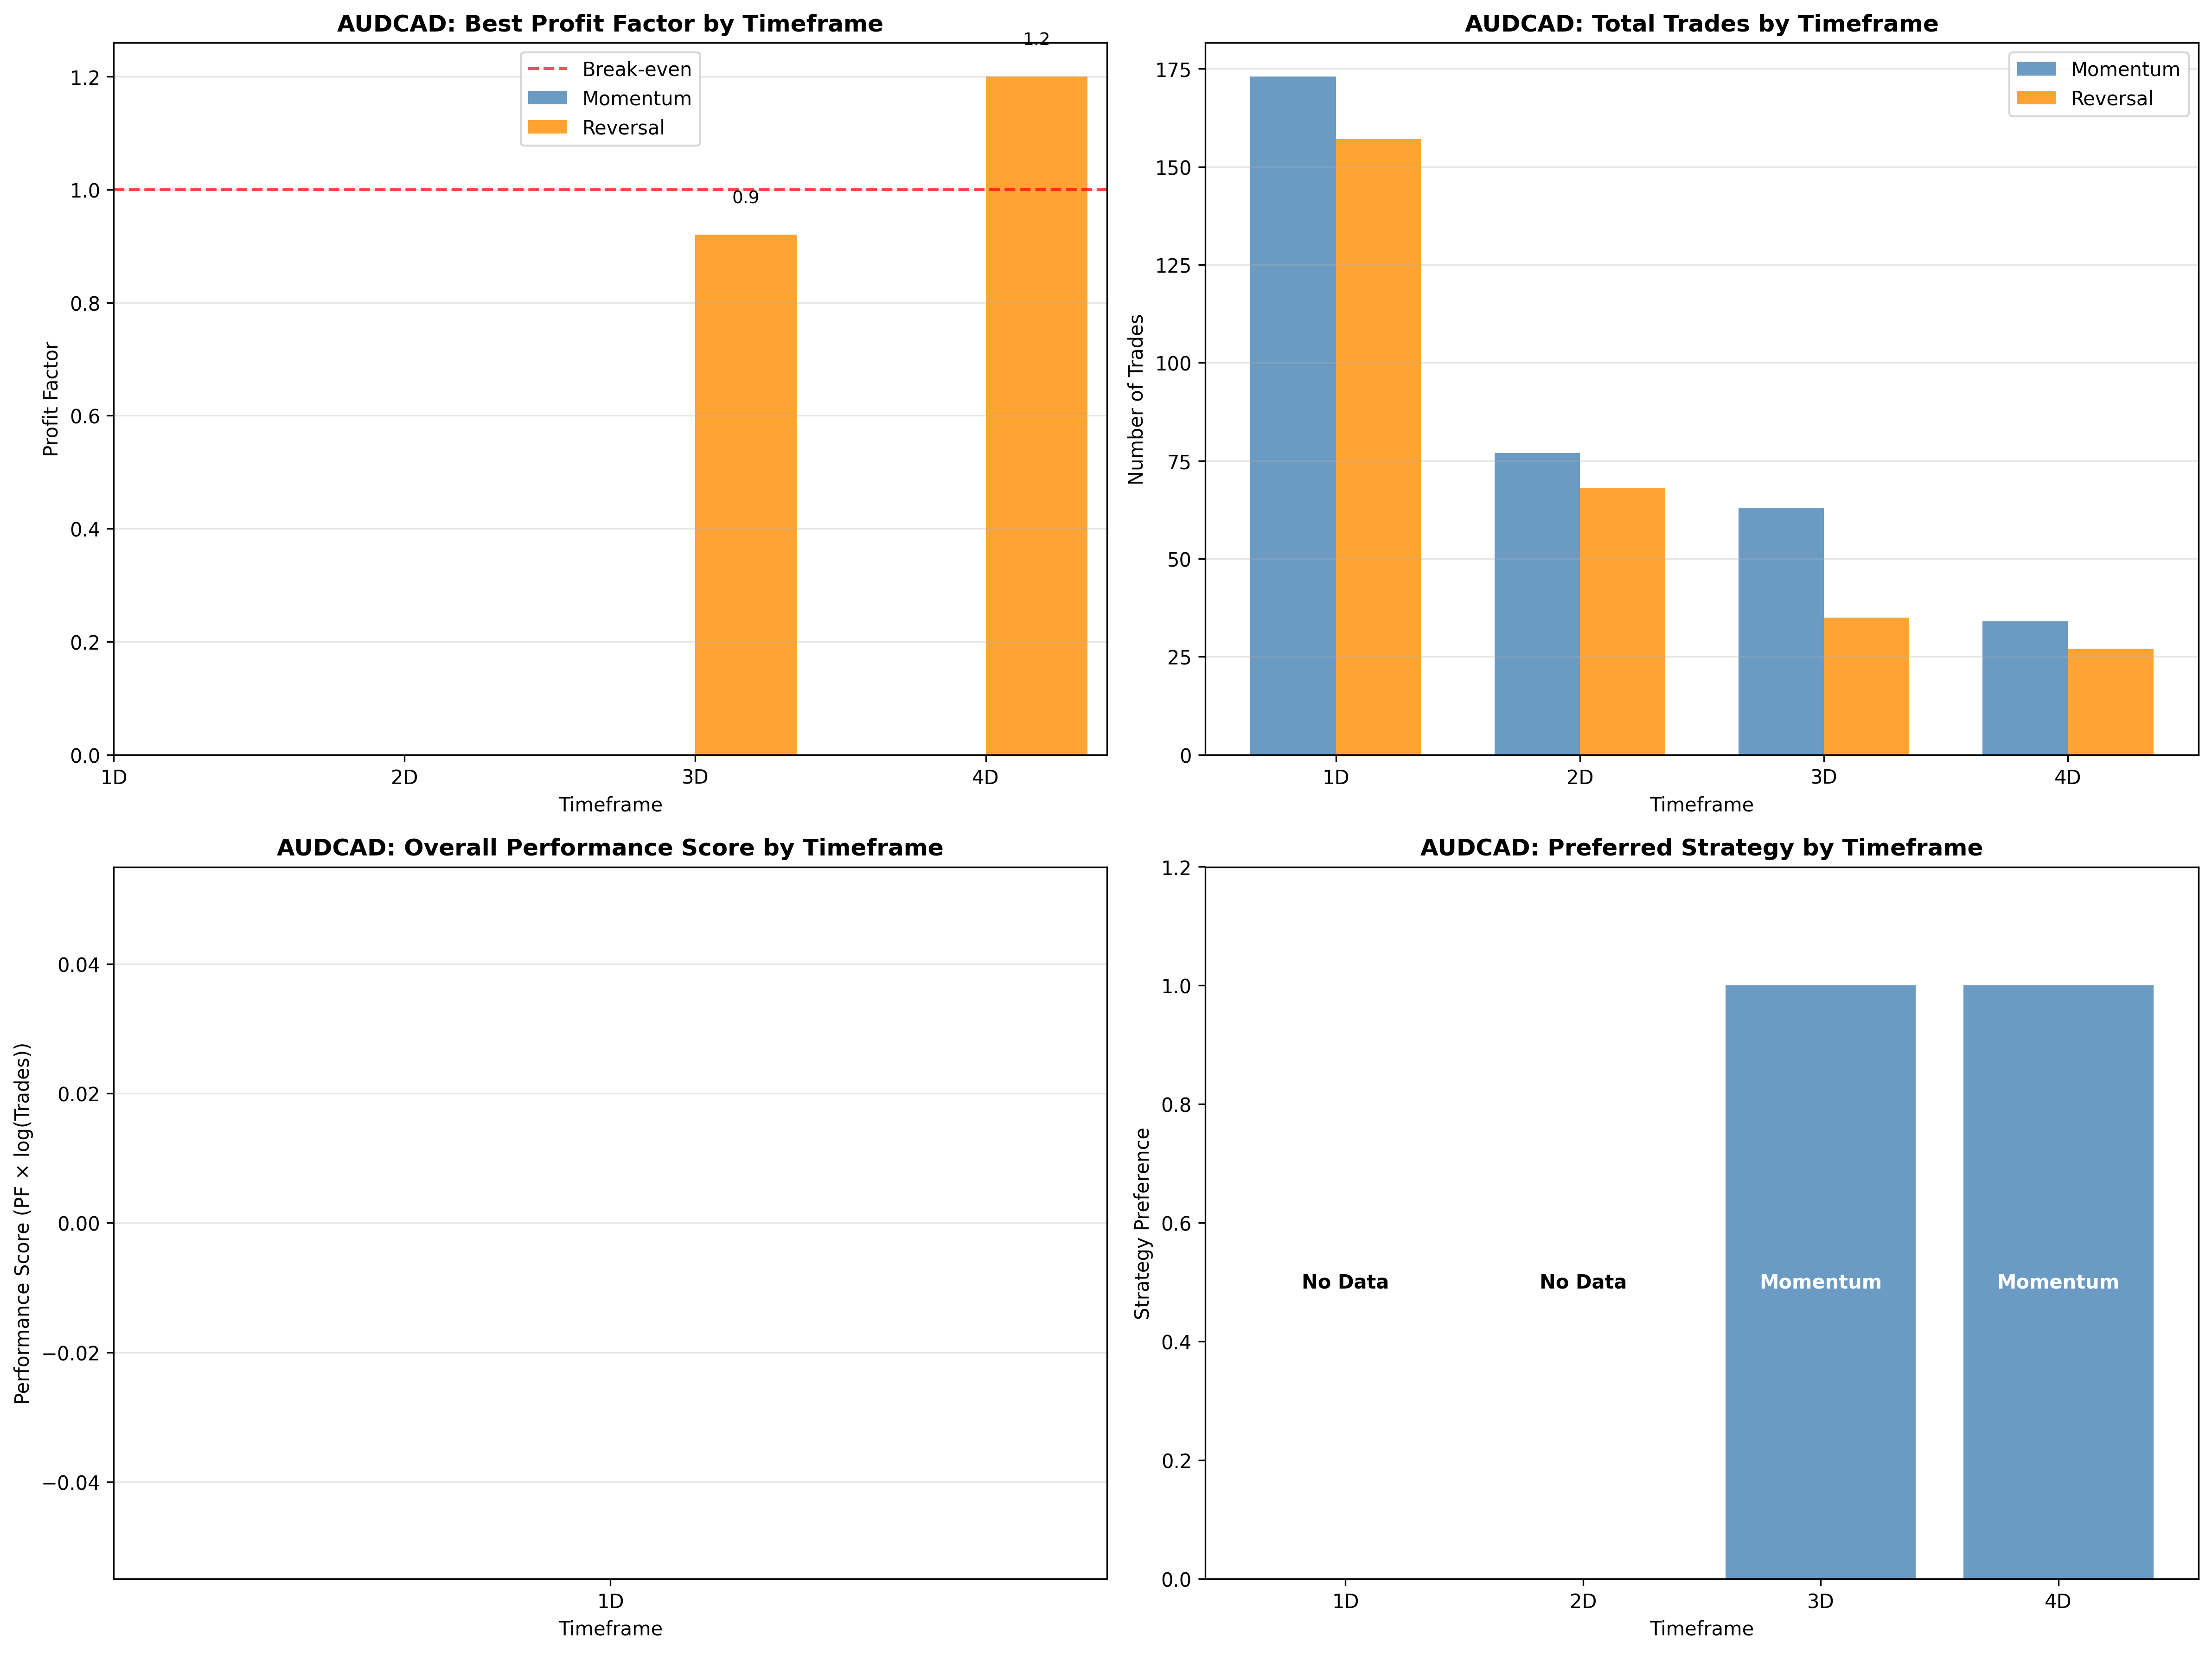 AUDCAD: Best Profit Factor by Timeframe
1.2
Break-even
Momentum
Reversal
0.9
Profit Factor
1.2
1.0
0.8
0.6
0.4
0.2
0.0
1D 2D 3D 4D
Timeframe
AUDCAD: Total Trades by Timeframe
Momentum
Reversal
Number of Trades
175
150
125
100
75
50
25
0
1D 2D 3D 4D
Timeframe
AUDCAD: Overall Performance Score by Timeframe
Performance Score (PF × log(Trades))
0.04
0.02
0.00
−0.02
−0.04
1D
Timeframe
AUDCAD: Preferred Strategy by Timeframe
Strategy Preference
1.2
1.0
0.8
0.6
0.4
0.2
0.0
No Data No Data Momentum Momentum
1D 2D 3D 4D
Timeframe